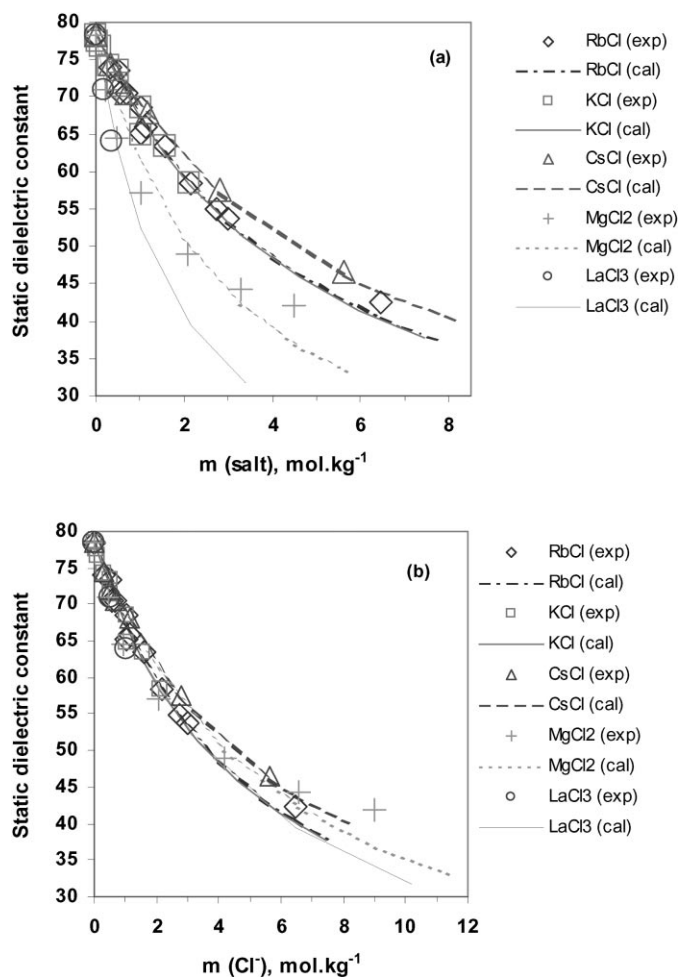 (a)
Static dielelctric constant
80
75
70
65
60
55
50
45
40
35
30
0
2
4
6
8
m (salt), mol.kg⁻¹
RbCl (exp)
RbCl (cal)
KCl (exp)
KCl (cal)
CsCl (exp)
CsCl (cal)
MgCl2 (exp)
MgCl2 (cal)
LaCl3 (exp)
LaCl3 (cal)
(b)
Static dielectric constant
80
75
70
65
60
55
50
45
40
35
30
0
2
4
6
8
10
12
m (Cl⁻), mol.kg⁻¹
RbCl (exp)
RbCl (cal)
KCl (exp)
KCl (cal)
CsCl (exp)
CsCl (cal)
MgCl2 (exp)
MgCl2 (cal)
LaCl3 (exp)
LaCl3 (cal)